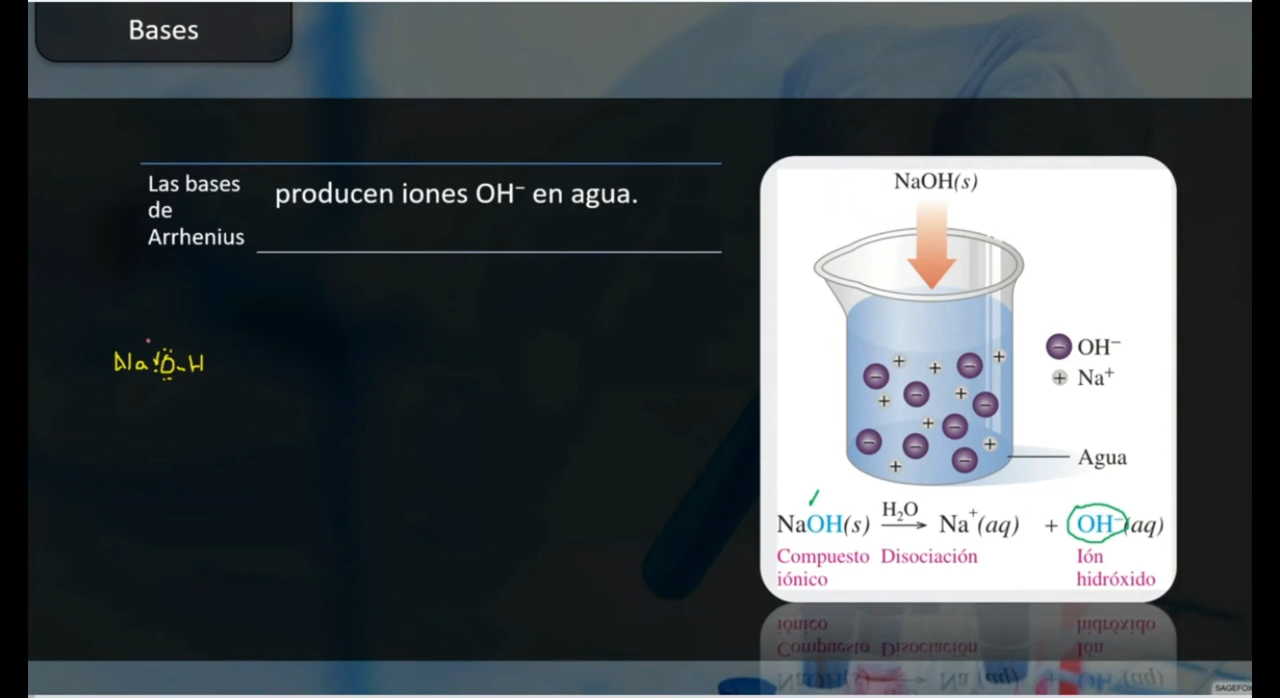 Bases
Las bases
de
Arrhenius
producen iones OH⁻ en agua.
Na:Ö-H
NaOH(s)
OH⁻
Na⁺
Agua
NaOH(s) H₂O→ Na⁺(aq) + OH⁻(aq)
Compuesto iónico Disociación Ión hidróxido
SAGEFOX